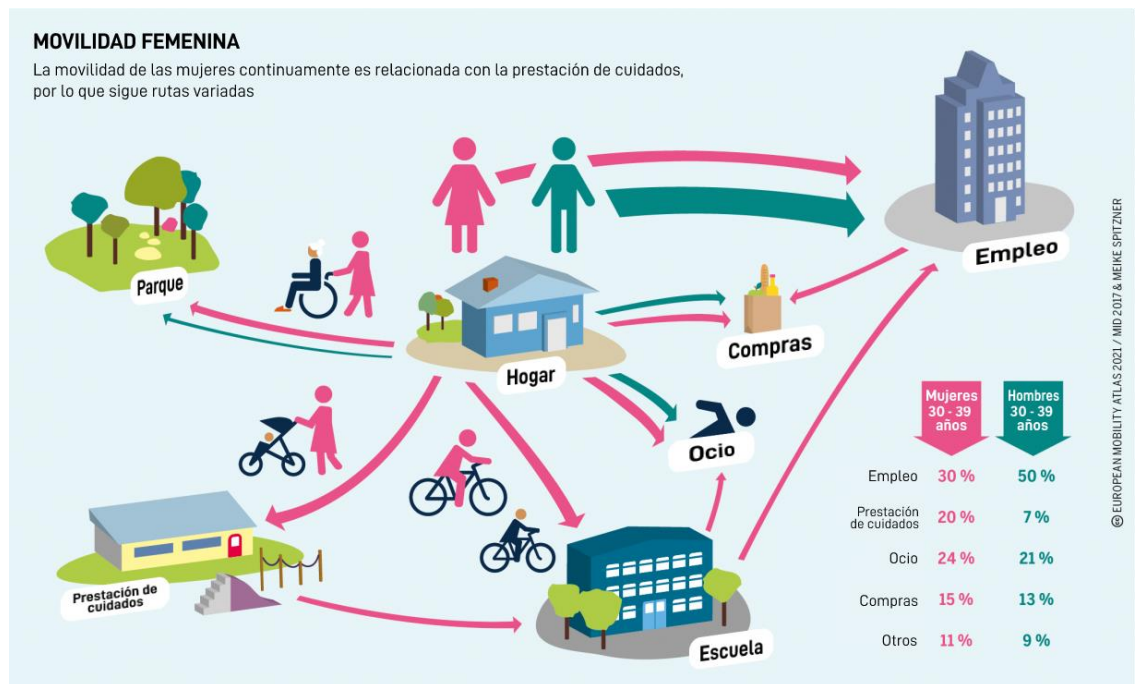 MOVILIDAD FEMENINA
La movilidad de las mujeres continuamente es relacionada con la prestación de cuidados,
por lo que sigue rutas variadas
Parque
Empleo
Compras
Hogar
Ocio
Prestación de
cuidados
Escuela
Mujeres
30 - 39
años
Hombres
30 - 39
años
Empleo 30 % 50 %
Prestación
de cuidados 20 % 7 %
Ocio 24 % 21 %
Compras 15 % 13 %
Otros 11 % 9 %
cc EUROPEAN MOBILITY ATLAS 2021 / MID 2017 & MEIKE SPITZNER